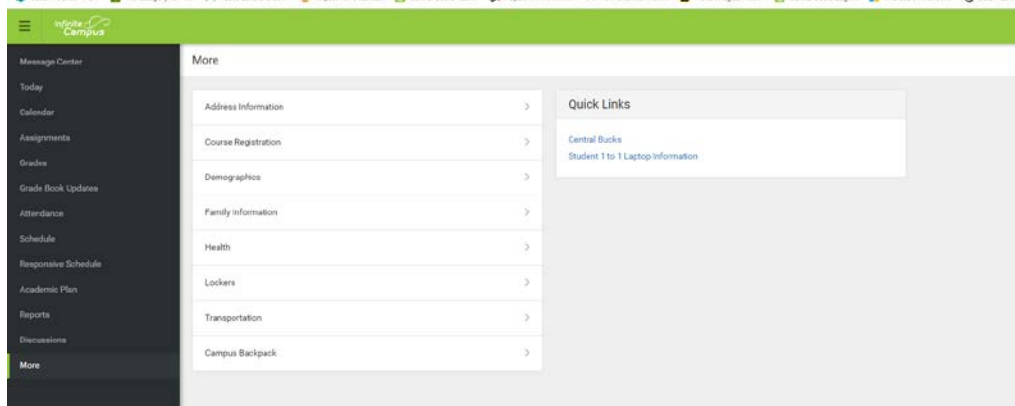 Infinite
Campus
Message Center
Today
Calendar
Assignments
Grades
Grade Book Updates
Attendance
Schedule
Responsive Schedule
Academic Plan
Reports
Discussions
More
More
Address Information
Course Registration
Demographics
Family Information
Health
Lockers
Transportation
Campus Backpack
Quick Links
Central Bucks
Student 1 to 1 Laptop Information